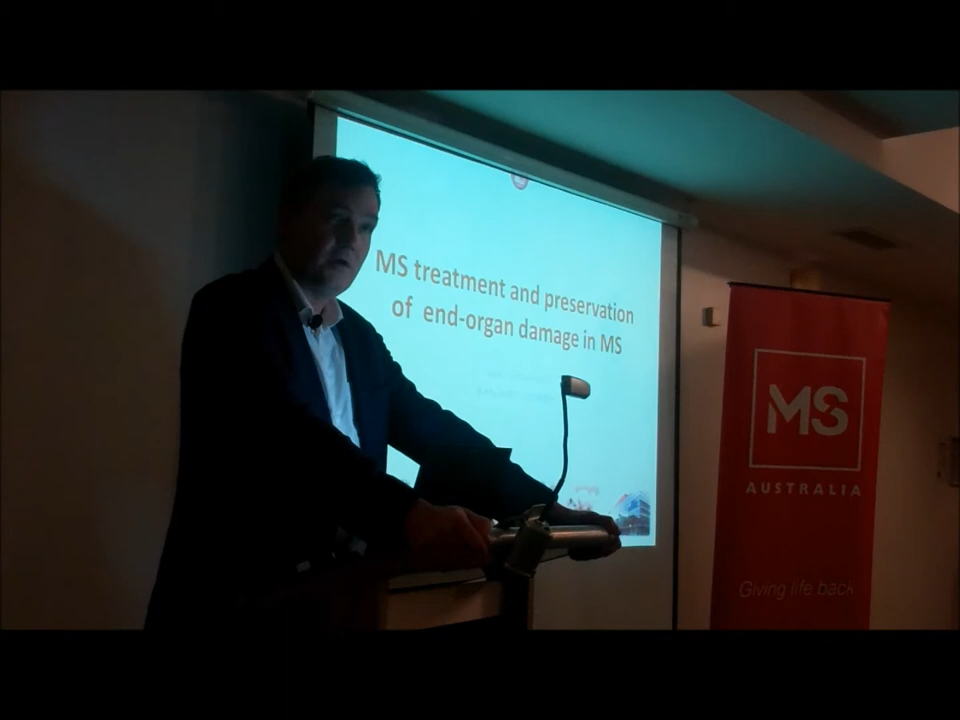 MS treatment and preservation
of end-organ damage in MS
MS
AUSTRALIA
Giving life back